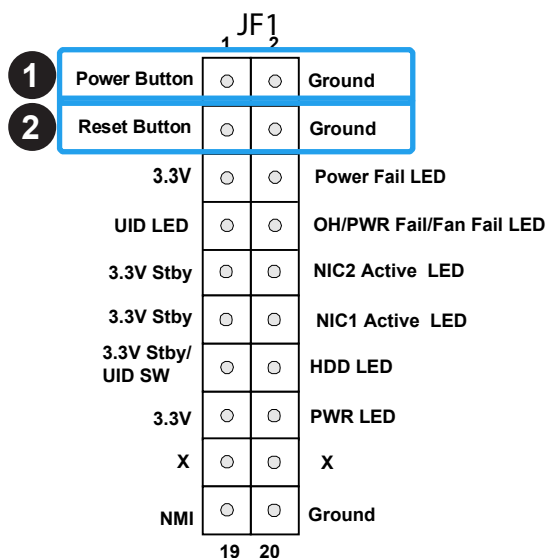 JF1
1 2
1 Power Button Ground
2 Reset Button Ground
3.3V Power Fail LED
UID LED OH/PWR Fail/Fan Fail LED
3.3V Stby NIC2 Active LED
3.3V Stby NIC1 Active LED
3.3V Stby/
UID SW HDD LED
3.3V PWR LED
X X
NMI Ground
19 20